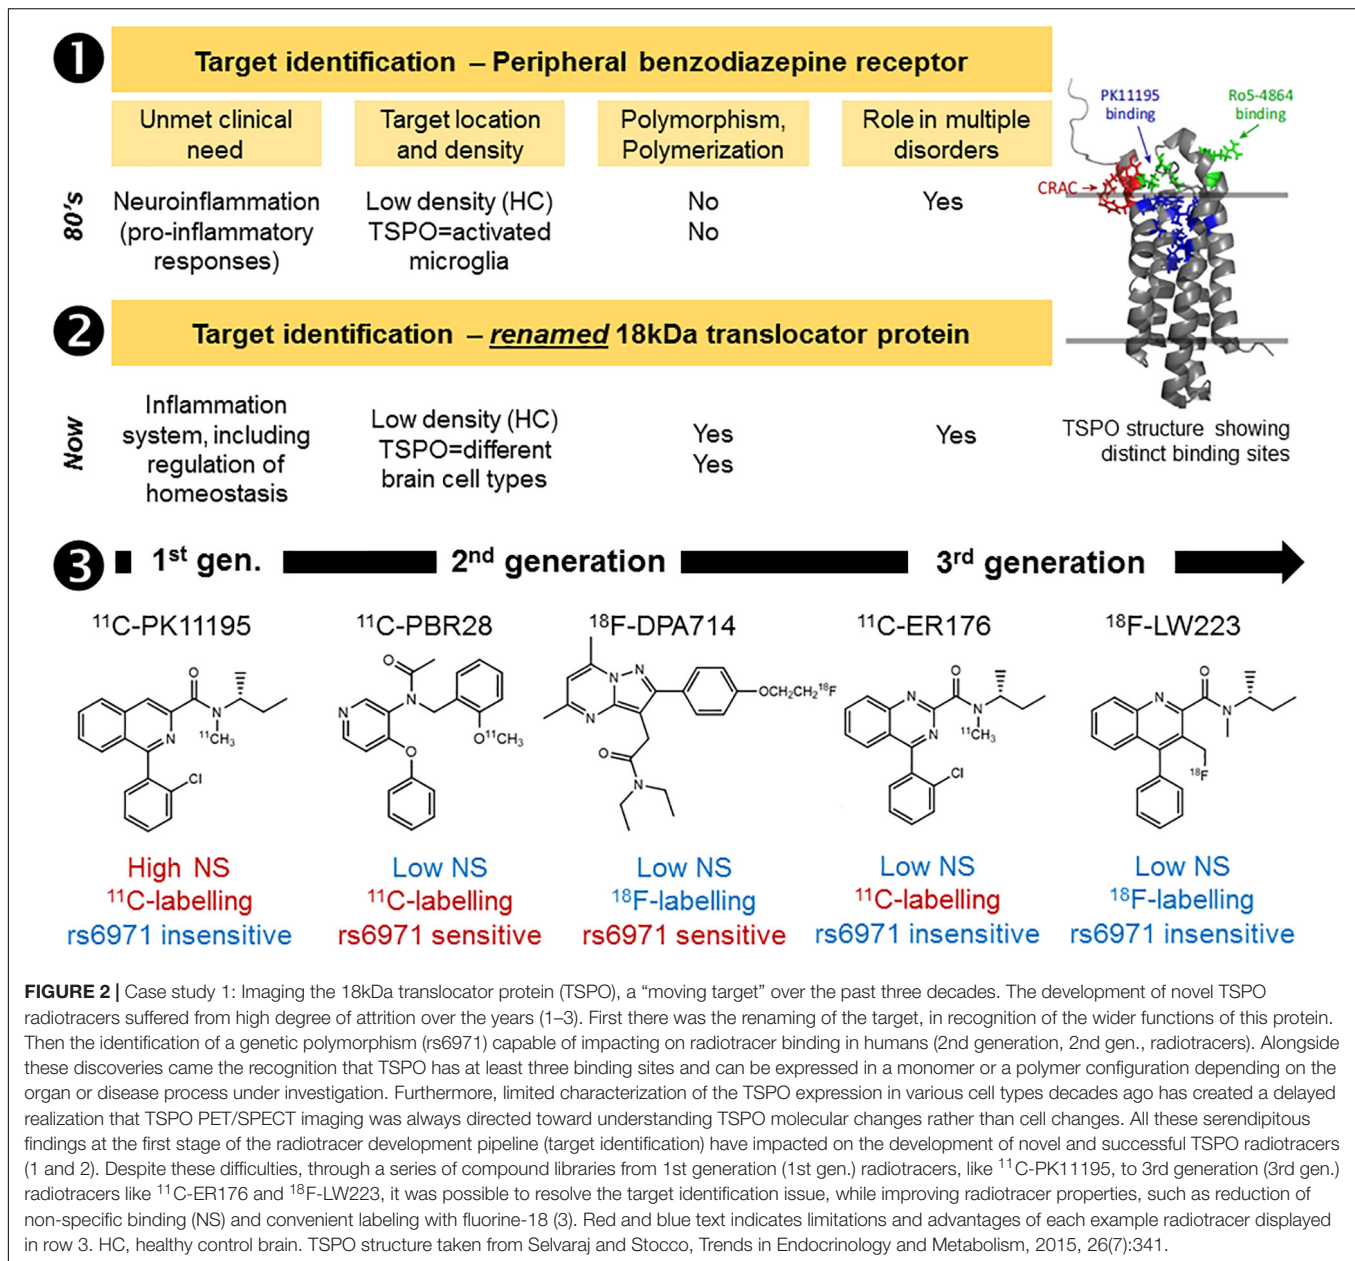 1 Target identification – Peripheral benzodiazepine receptor
Unmet clinical
need
Target location
and density
Polymorphism,
Polymerization
Role in multiple
disorders
80's
Neuroinflammation
(pro-inflammatory
responses)
Low density (HC)
TSPO=activated
microglia
No
No
Yes
PK11195
binding
Ro5-4864
binding
CRAC
2 Target identification – renamed 18kDa translocator protein
Now
Inflammation
system, including
regulation of
homeostasis
Low density (HC)
TSPO=different
brain cell types
Yes
Yes
Yes
TSPO structure showing
distinct binding sites
3 1st gen. 2nd generation 3rd generation
¹¹C-PK11195
O
N
¹¹CH₃
N
Cl
High NS
¹¹C-labelling
rs6971 insensitive
¹¹C-PBR28
O
N
N
O¹¹CH₃
O
Low NS
¹¹C-labelling
rs6971 sensitive
¹⁸F-DPA714
N
N
N
OCH₂CH₂¹⁸F
O
N
Low NS
¹⁸F-labelling
rs6971 sensitive
¹¹C-ER176
O
N
N
¹¹CH₃
N
Cl
Low NS
¹¹C-labelling
rs6971 insensitive
¹⁸F-LW223
O
N
N
¹⁸F
Low NS
¹⁸F-labelling
rs6971 insensitive
FIGURE 2 | Case study 1: Imaging the 18kDa translocator protein (TSPO), a “moving target” over the past three decades. The development of novel TSPO
radiotracers suffered from high degree of attrition over the years (1–3). First there was the renaming of the target, in recognition of the wider functions of this protein.
Then the identification of a genetic polymorphism (rs6971) capable of impacting on radiotracer binding in humans (2nd generation, 2nd gen., radiotracers). Alongside
these discoveries came the recognition that TSPO has at least three binding sites and can be expressed in a monomer or a polymer configuration depending on the
organ or disease process under investigation. Furthermore, limited characterization of the TSPO expression in various cell types decades ago has created a delayed
realization that TSPO PET/SPECT imaging was always directed toward understanding TSPO molecular changes rather than cell changes. All these serendipitous
findings at the first stage of the radiotracer development pipeline (target identification) have impacted on the development of novel and successful TSPO radiotracers
(1 and 2). Despite these difficulties, through a series of compound libraries from 1st generation (1st gen.) radiotracers, like ¹¹C-PK11195, to 3rd generation (3rd gen.)
radiotracers like ¹¹C-ER176 and ¹⁸F-LW223, it was possible to resolve the target identification issue, while improving radiotracer properties, such as reduction of
non-specific binding (NS) and convenient labeling with fluorine-18 (3). Red and blue text indicates limitations and advantages of each example radiotracer displayed
in row 3. HC, healthy control brain. TSPO structure taken from Selvaraj and Stocco, Trends in Endocrinology and Metabolism, 2015, 26(7):341.